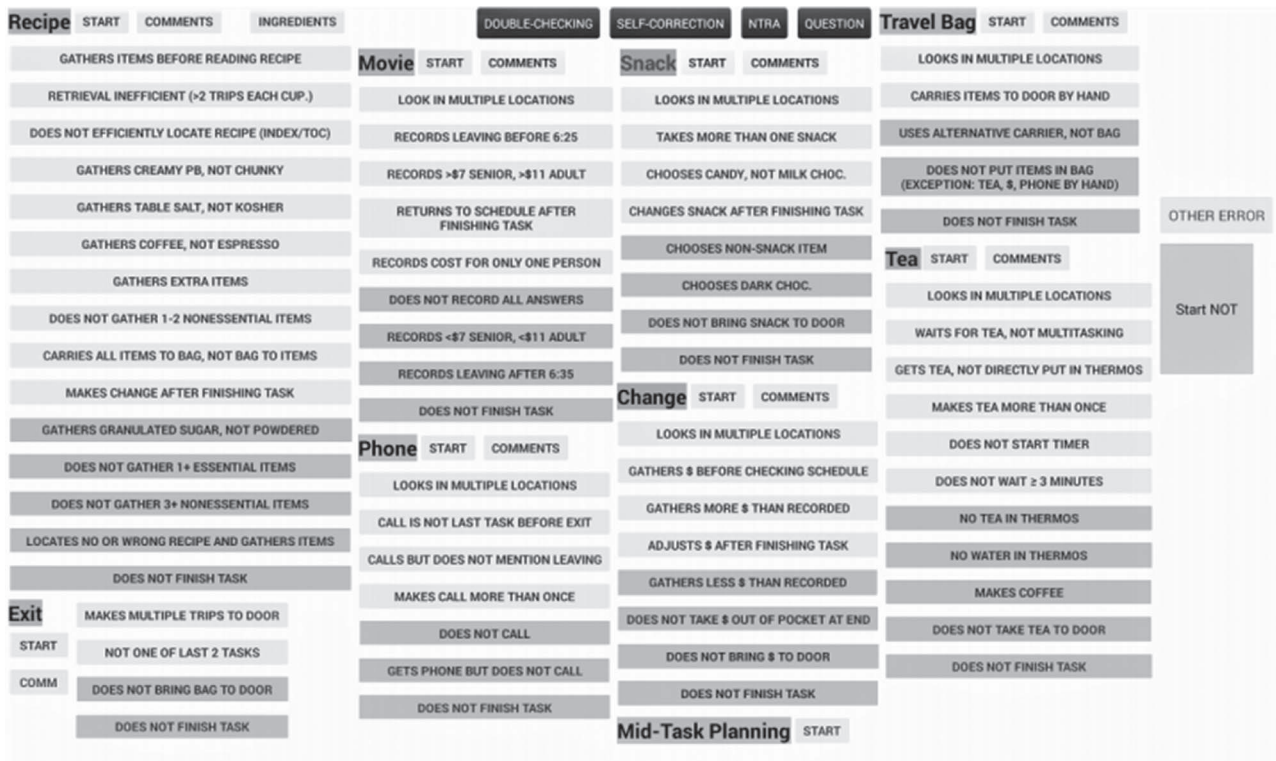 Recipe START COMMENTS INGREDIENTS
GATHERS ITEMS BEFORE READING RECIPE
RETRIEVAL INEFFICIENT (>2 TRIPS EACH CUP.)
DOES NOT EFFICIENTLY LOCATE RECIPE (INDEX/TOC)
GATHERS CREAMY PB, NOT CHUNKY
GATHERS TABLE SALT, NOT KOSHER
GATHERS COFFEE, NOT ESPRESSO
GATHERS EXTRA ITEMS
DOES NOT GATHER 1-2 NONESSENTIAL ITEMS
CARRIES ALL ITEMS TO BAG, NOT BAG TO ITEMS
MAKES CHANGE AFTER FINISHING TASK
GATHERS GRANULATED SUGAR, NOT POWDERED
DOES NOT GATHER 1+ ESSENTIAL ITEMS
DOES NOT GATHER 3+ NONESSENTIAL ITEMS
LOCATES NO OR WRONG RECIPE AND GATHERS ITEMS
DOES NOT FINISH TASK
Exit
START
COMM
MAKES MULTIPLE TRIPS TO DOOR
NOT ONE OF LAST 2 TASKS
DOES NOT BRING BAG TO DOOR
DOES NOT FINISH TASK
DOUBLE-CHECKING SELF-CORRECTION NTRA QUESTION
Movie START COMMENTS
LOOK IN MULTIPLE LOCATIONS
RECORDS LEAVING BEFORE 6:25
RECORDS >$7 SENIOR, >$11 ADULT
RETURNS TO SCHEDULE AFTER
FINISHING TASK
RECORDS COST FOR ONLY ONE PERSON
DOES NOT RECORD ALL ANSWERS
RECORDS <$7 SENIOR, <$11 ADULT
RECORDS LEAVING AFTER 6:35
DOES NOT FINISH TASK
Phone START COMMENTS
LOOKS IN MULTIPLE LOCATIONS
CALL IS NOT LAST TASK BEFORE EXIT
CALLS BUT DOES NOT MENTION LEAVING
MAKES CALL MORE THAN ONCE
DOES NOT CALL
GETS PHONE BUT DOES NOT CALL
DOES NOT FINISH TASK
Snack START COMMENTS
LOOKS IN MULTIPLE LOCATIONS
TAKES MORE THAN ONE SNACK
CHOOSES CANDY, NOT MILK CHOC.
CHANGES SNACK AFTER FINISHING TASK
CHOOSES NON-SNACK ITEM
CHOOSES DARK CHOC.
DOES NOT BRING SNACK TO DOOR
DOES NOT FINISH TASK
Change START COMMENTS
LOOKS IN MULTIPLE LOCATIONS
GATHERS $ BEFORE CHECKING SCHEDULE
GATHERS MORE $ THAN RECORDED
ADJUSTS $ AFTER FINISHING TASK
GATHERS LESS $ THAN RECORDED
DOES NOT TAKE $ OUT OF POCKET AT END
DOES NOT BRING $ TO DOOR
DOES NOT FINISH TASK
Mid-Task Planning START
Travel Bag START COMMENTS
LOOKS IN MULTIPLE LOCATIONS
CARRIES ITEMS TO DOOR BY HAND
USES ALTERNATIVE CARRIER, NOT BAG
DOES NOT PUT ITEMS IN BAG
(EXCEPTION: TEA, $, PHONE BY HAND)
DOES NOT FINISH TASK
Tea START COMMENTS
LOOKS IN MULTIPLE LOCATIONS
WAITS FOR TEA, NOT MULTITASKING
GETS TEA, NOT DIRECTLY PUT IN THERMOS
MAKES TEA MORE THAN ONCE
DOES NOT START TIMER
DOES NOT WAIT ≥ 3 MINUTES
NO TEA IN THERMOS
NO WATER IN THERMOS
MAKES COFFEE
DOES NOT TAKE TEA TO DOOR
DOES NOT FINISH TASK
OTHER ERROR
Start NOT